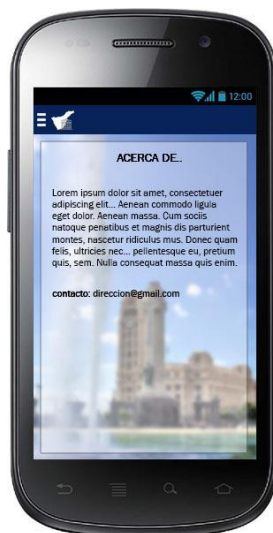 12:00
ACERCA DE..
Lorem ipsum dolor sit amet, consectetuer
adipiscing elit... Aenean commodo ligula
eget dolor. Aenean massa. Cum sociis
natoque penatibus et magnis dis parturient
montes, nascetur ridiculus mus. Donec quam
felis, ultricies nec... pellentesque eu, pretium
quis, sem. Nulla consequat massa quis enim.
contacto: direccion@gmail.com